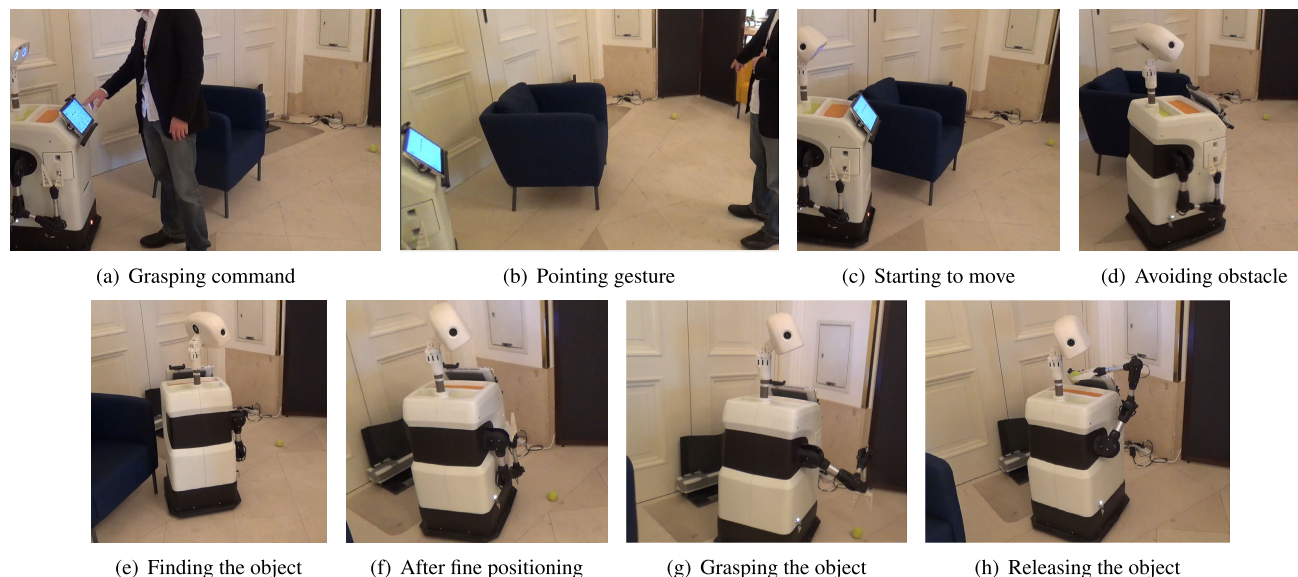 (a) Grasping command
(b) Pointing gesture
(c) Starting to move
(d) Avoiding obstacle
(e) Finding the object
(f) After fine positioning
(g) Grasping the object
(h) Releasing the object